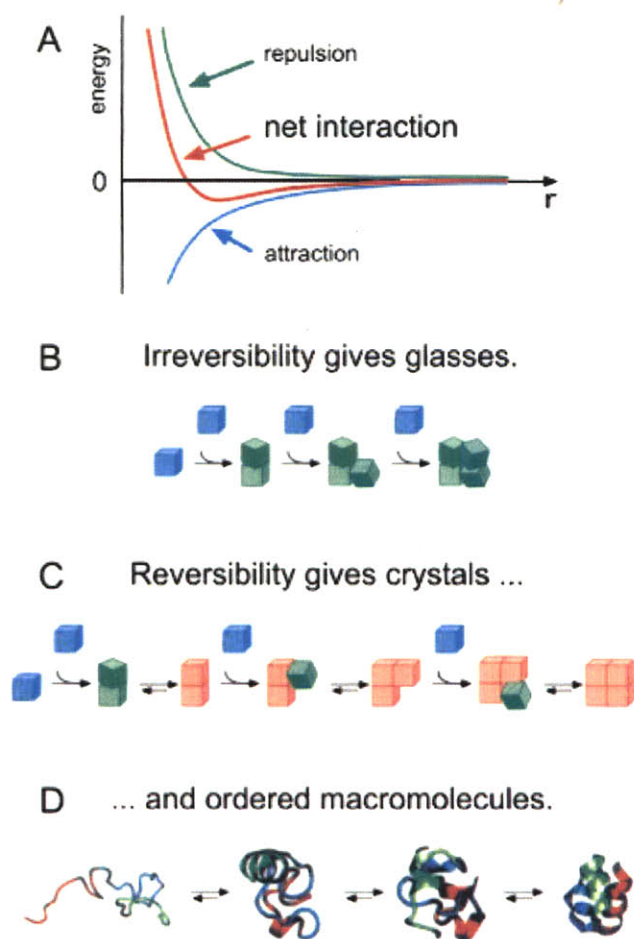 A
energy
repulsion
net interaction
0
r
attraction
B Irreversibility gives glasses.
C Reversibility gives crystals ...
D ... and ordered macromolecules.